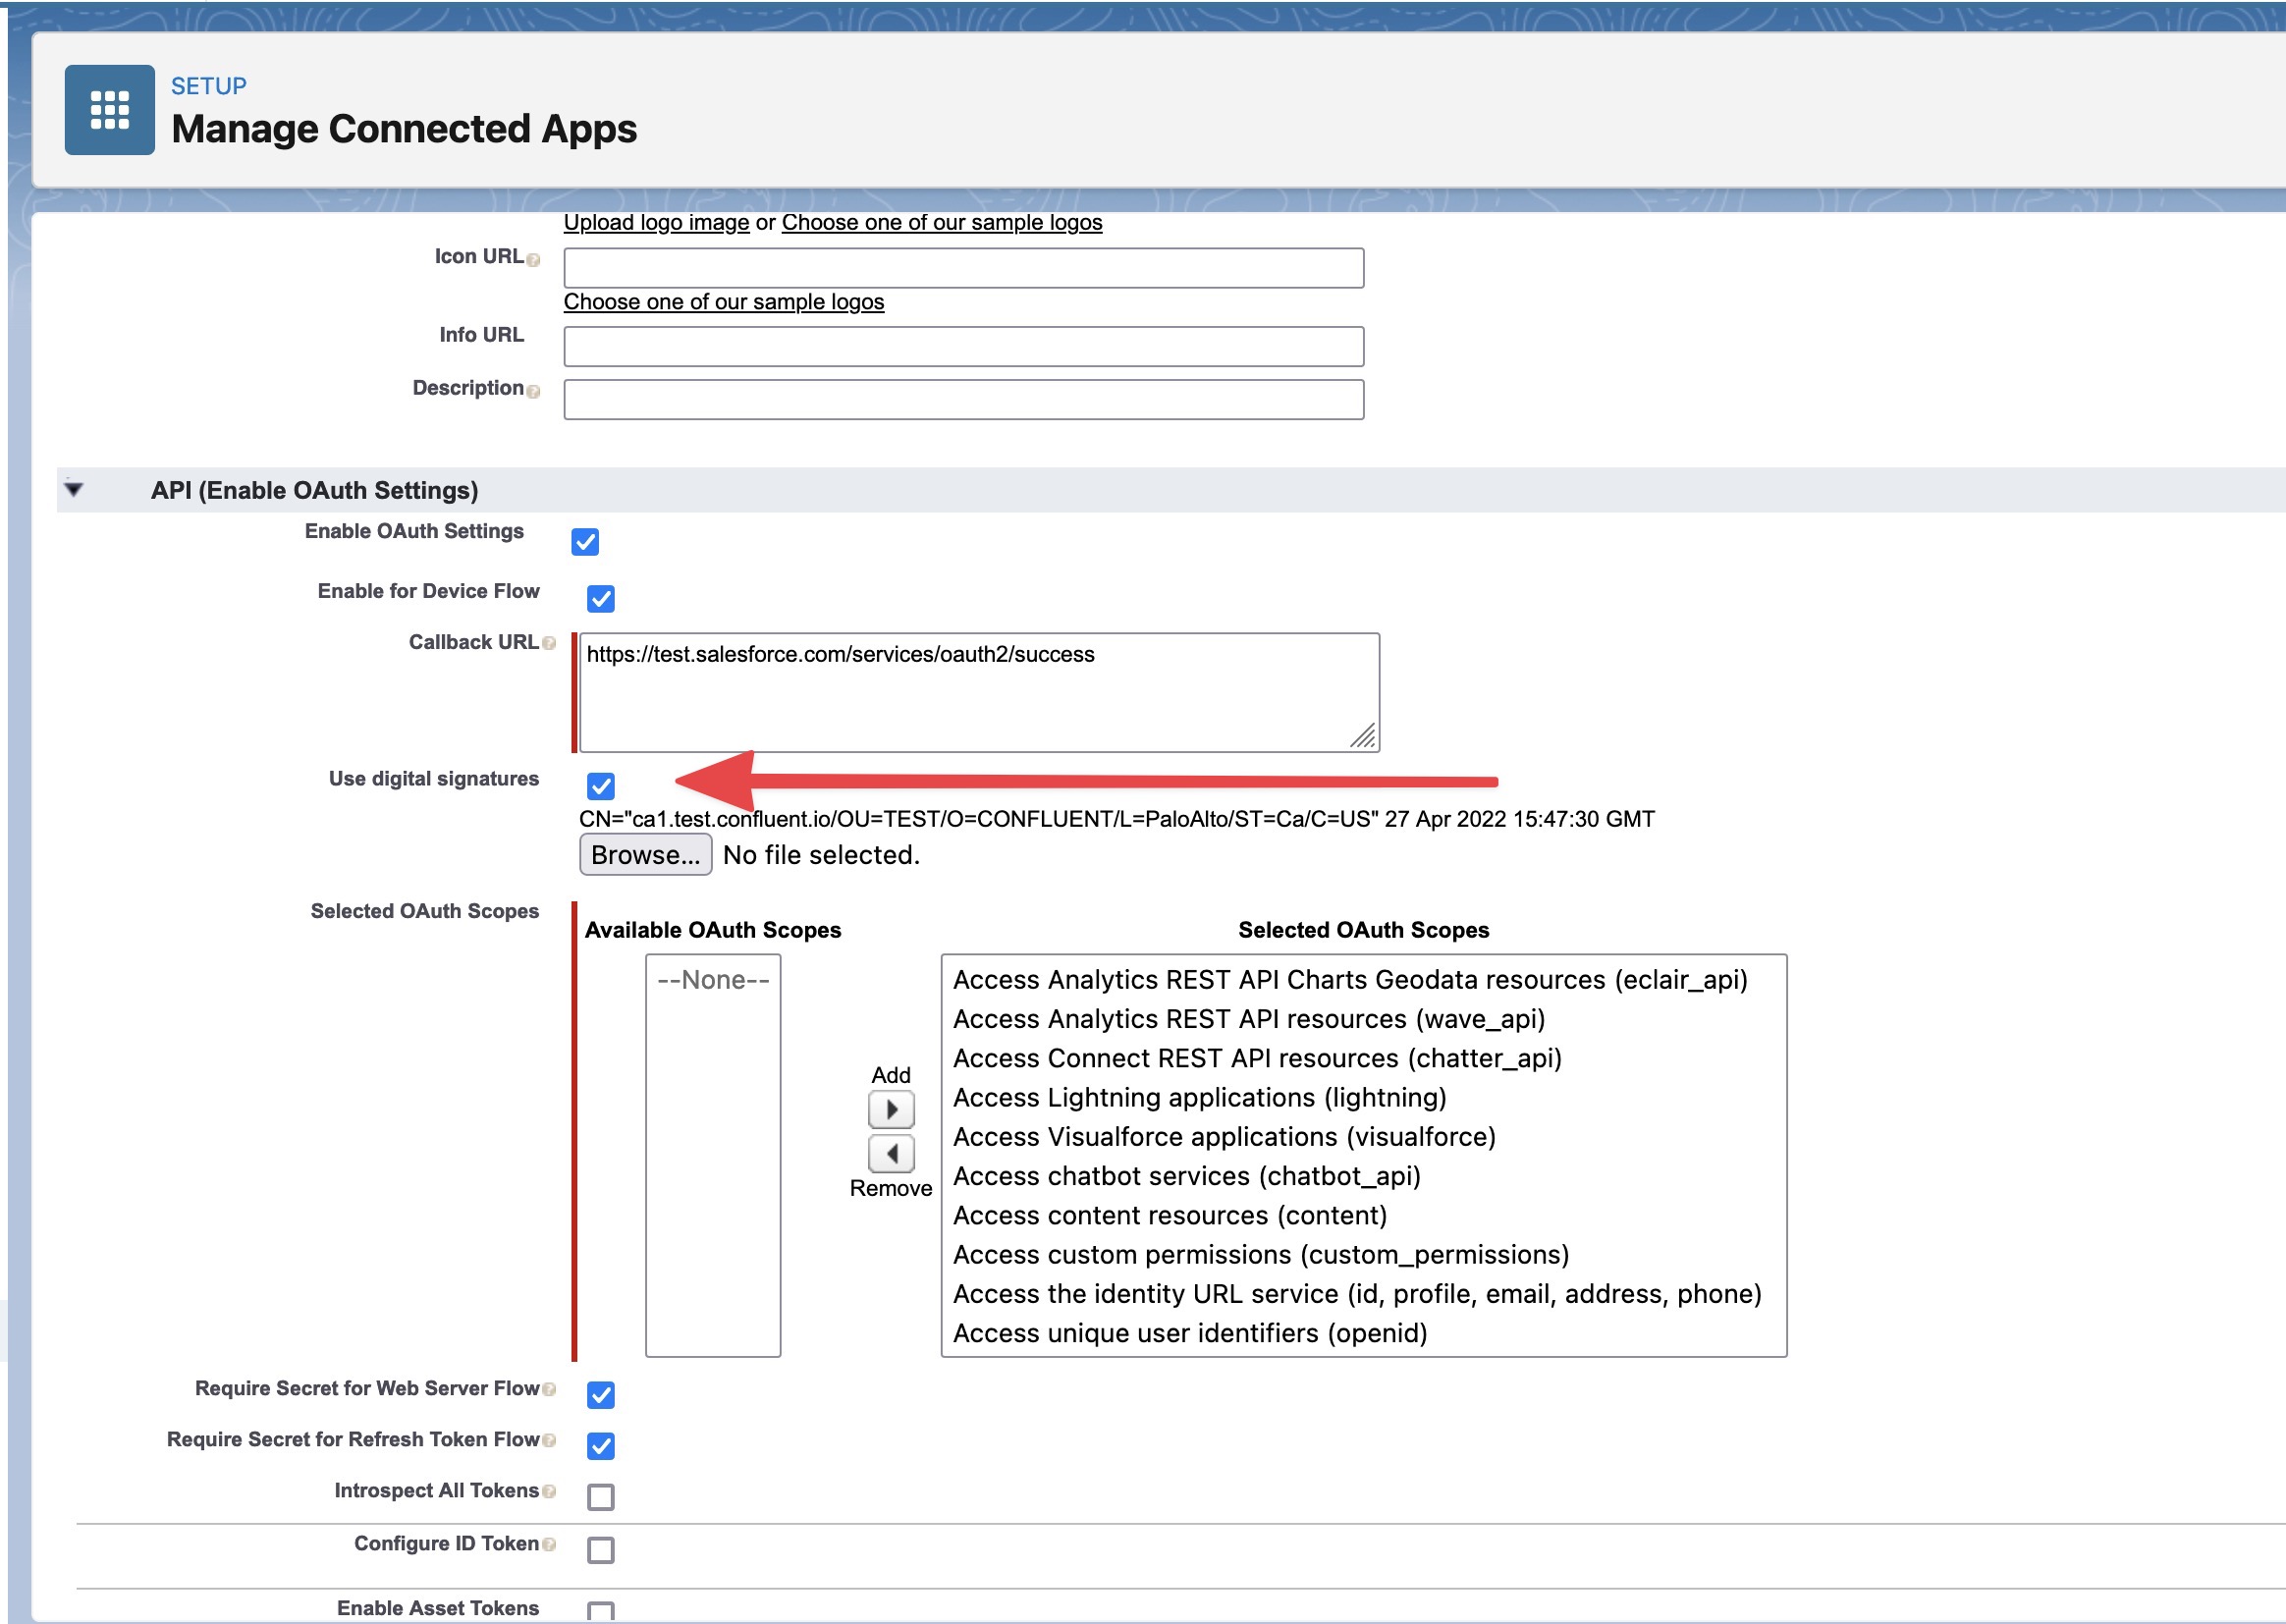 SETUP
Manage Connected Apps
Upload logo image or Choose one of our sample logos
Icon URL
Choose one of our sample logos
Info URL
Description
API (Enable OAuth Settings)
Enable OAuth Settings
Enable for Device Flow
Callback URL
https://test.salesforce.com/services/oauth2/success
Use digital signatures
CN="ca1.test.confluent.io/OU=TEST/O=CONFLUENT/L=PaloAlto/ST=Ca/C=US" 27 Apr 2022 15:47:30 GMT
Browse... No file selected.
Selected OAuth Scopes
Available OAuth Scopes
Selected OAuth Scopes
--None--
Add
Remove
Access Analytics REST API Charts Geodata resources (eclair_api)
Access Analytics REST API resources (wave_api)
Access Connect REST API resources (chatter_api)
Access Lightning applications (lightning)
Access Visualforce applications (visualforce)
Access chatbot services (chatbot_api)
Access content resources (content)
Access custom permissions (custom_permissions)
Access the identity URL service (id, profile, email, address, phone)
Access unique user identifiers (openid)
Require Secret for Web Server Flow
Require Secret for Refresh Token Flow
Introspect All Tokens
Configure ID Token
Enable Asset Tokens